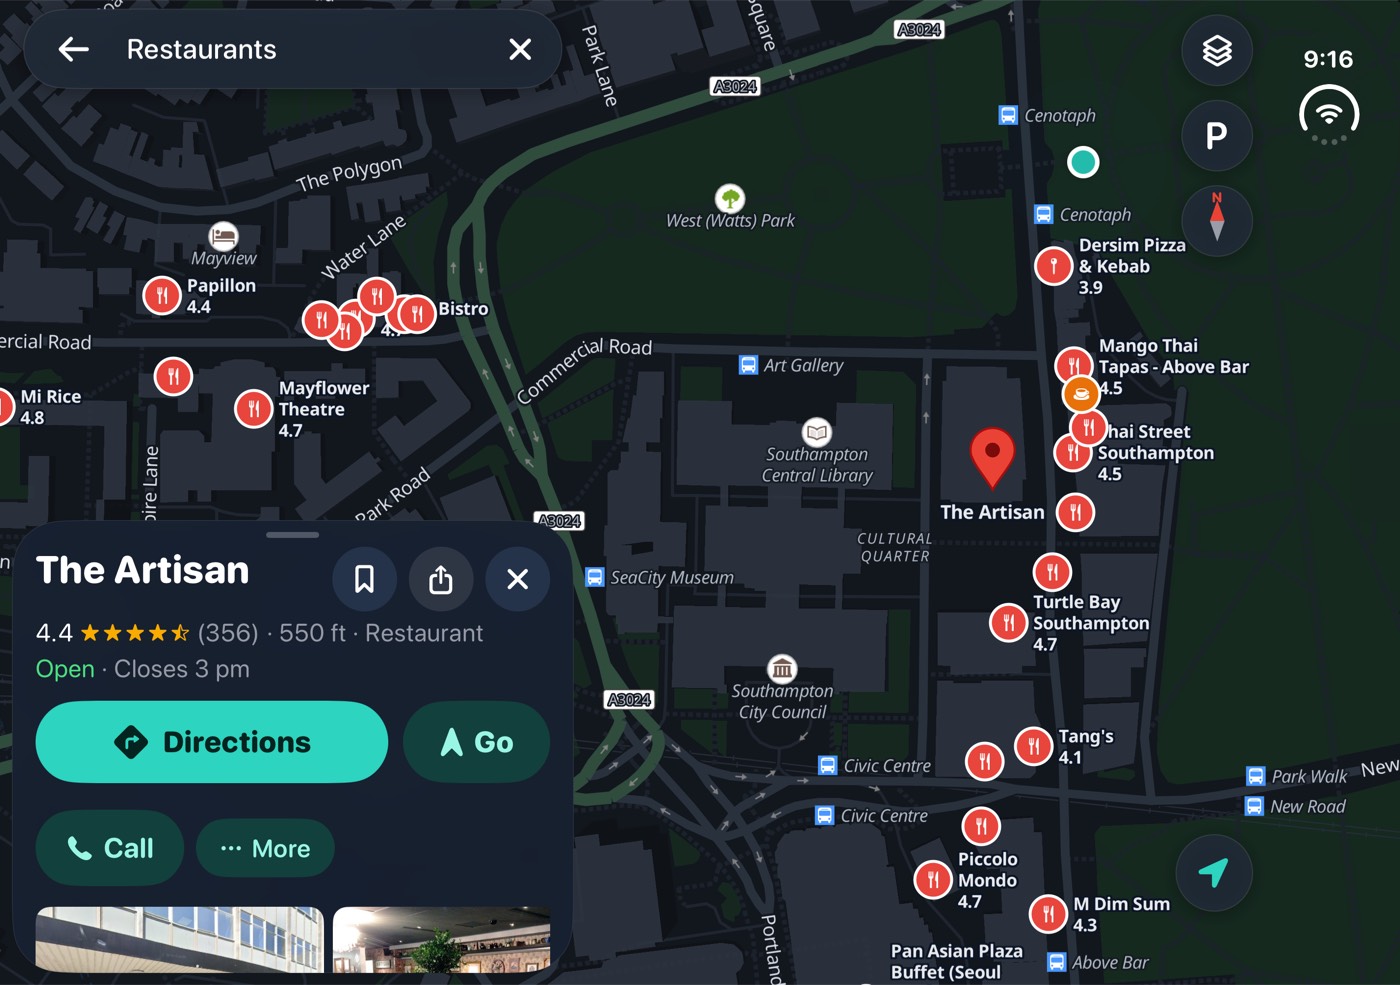 Restaurants
9:16
P
N
Park Lane
Square
A3024
A3024
Cenotaph
The Polygon
West (Watts) Park
Cenotaph
Water Lane
Mayview
Dersim Pizza
& Kebab
3.9
Papillon
4.4
Bistro
ercial Road
Commercial Road
Art Gallery
Mango Thai
Tapas - Above Bar
4.5
Mi Rice
4.8
Mayflower
Theatre
4.7
Southampton
Central Library
hai Street
Southampton
4.5
Park Road
The Artisan
A3024
CULTURAL
QUARTER
SeaCity Museum
Turtle Bay
Southampton
4.7
The Artisan
4.4 ★★★★ (356) · 550 ft · Restaurant
Open · Closes 3 pm
Directions
Go
Call
··· More
A3024
Southampton
City Council
Tang's
4.1
Civic Centre
Civic Centre
Park Walk
New
New Road
Piccolo
Mondo
4.7
M Dim Sum
4.3
Portland
Pan Asian Plaza
Buffet (Seoul
Above Bar